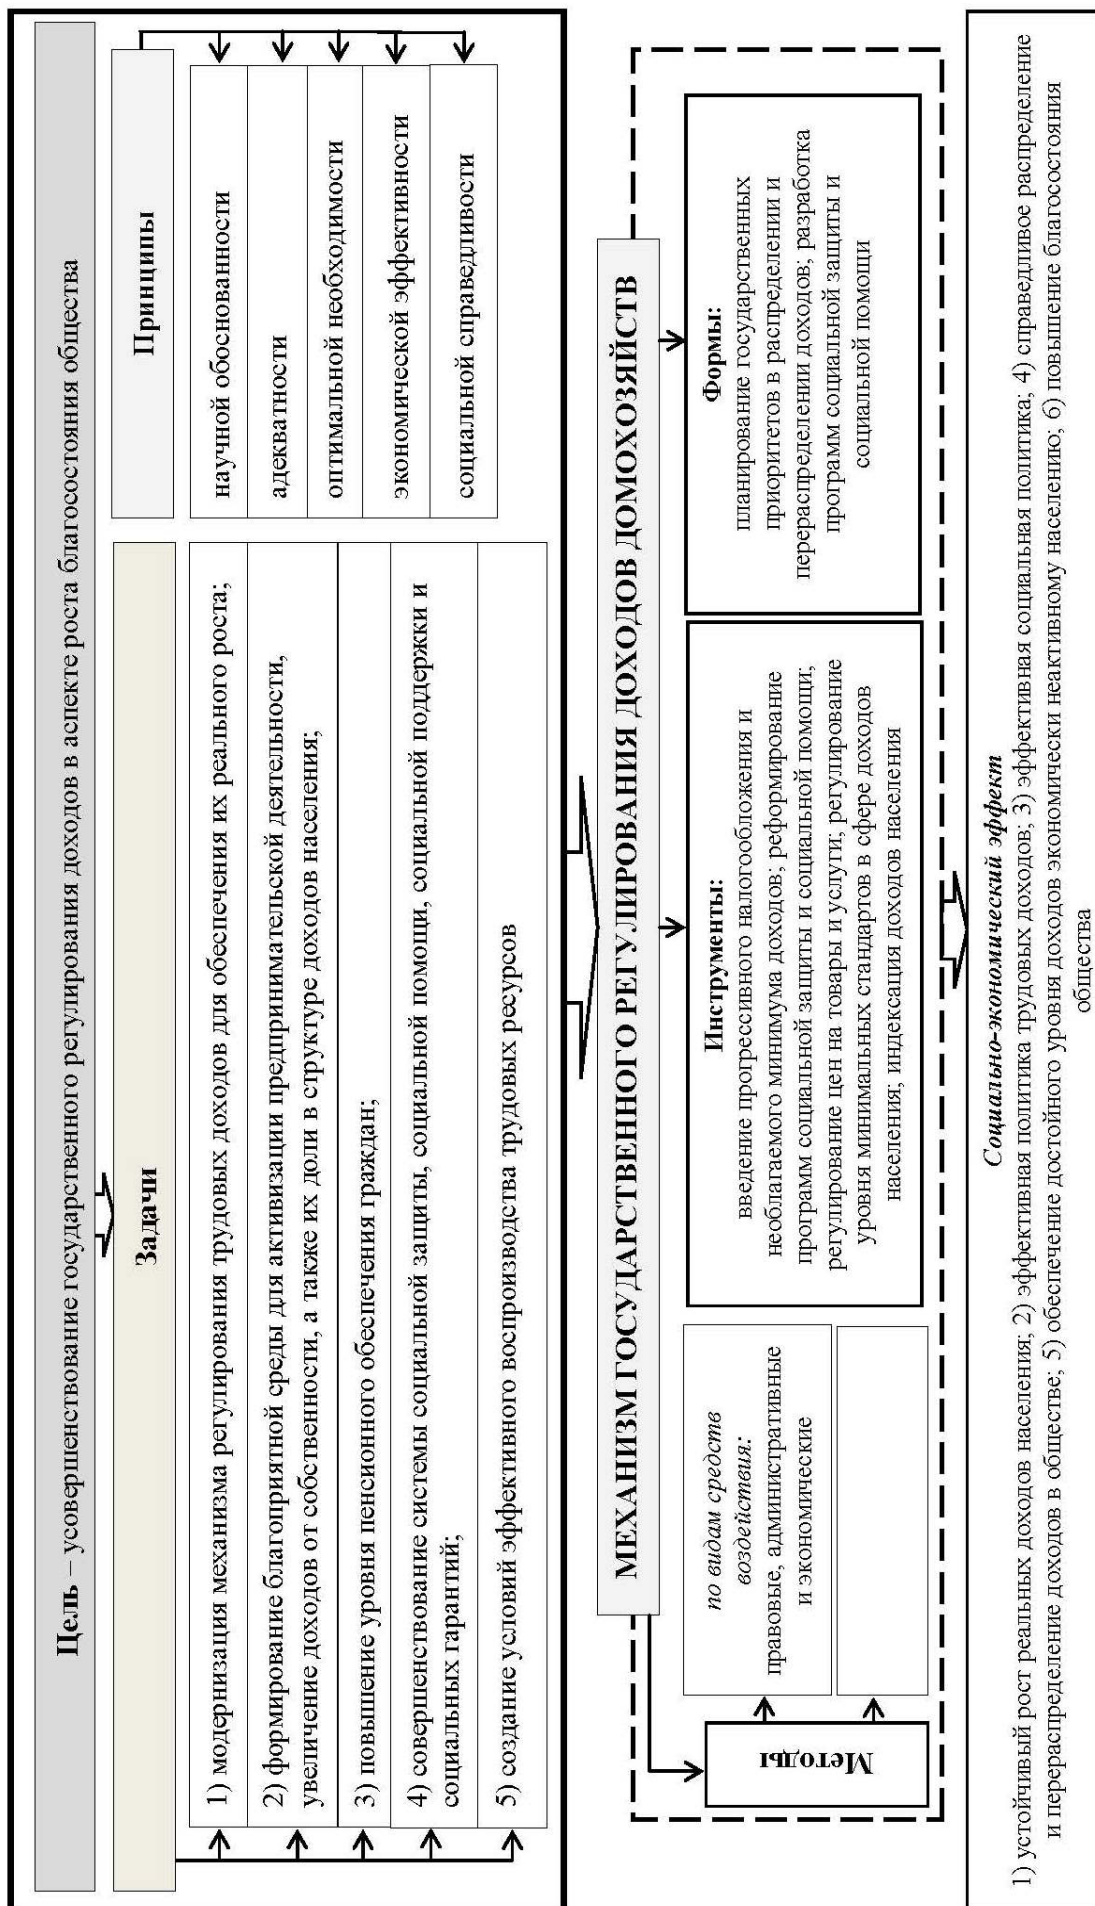 Цель – усовершенствование государственного регулирования доходов в аспекте роста благосостояния общества
Задачи
1) модернизация механизма регулирования трудовых доходов для обеспечения их реального роста;
2) формирование благоприятной среды для активизации предпринимательской деятельности,
увеличение доходов от собственности, а также их доли в структуре доходов населения;
3) повышение уровня пенсионного обеспечения граждан;
4) совершенствование системы социальной защиты, социальной помощи, социальной поддержки и
социальных гарантий;
5) создание условий эффективного воспроизводства трудовых ресурсов
Принципы
научной обоснованности
адекватности
оптимальной необходимости
экономической эффективности
социальной справедливости
МЕХАНИЗМ ГОСУДАРСТВЕННОГО РЕГУЛИРОВАНИЯ ДОХОДОВ ДОМОХОЗЯЙСТВ
Методы
по видам средств
воздействия:
правовые, административные
и экономические
Инструменты:
введение прогрессивного налогообложения и
необлагаемого минимума доходов; реформирование
программ социальной защиты и социальной помощи;
регулирование цен на товары и услуги; регулирование
уровня минимальных стандартов в сфере доходов
населения; индексация доходов населения
Формы:
планирование государственных
приоритетов в распределении и
перераспределении доходов; разработка
программ социальной защиты и
социальной помощи
Социально-экономический эффект
1) устойчивый рост реальных доходов населения; 2) эффективная политика трудовых доходов; 3) эффективная социальная политика; 4) справедливое распределение
и перераспределение доходов в обществе; 5) обеспечение достойного уровня доходов экономически неактивному населению; 6) повышение благосостояния
общества